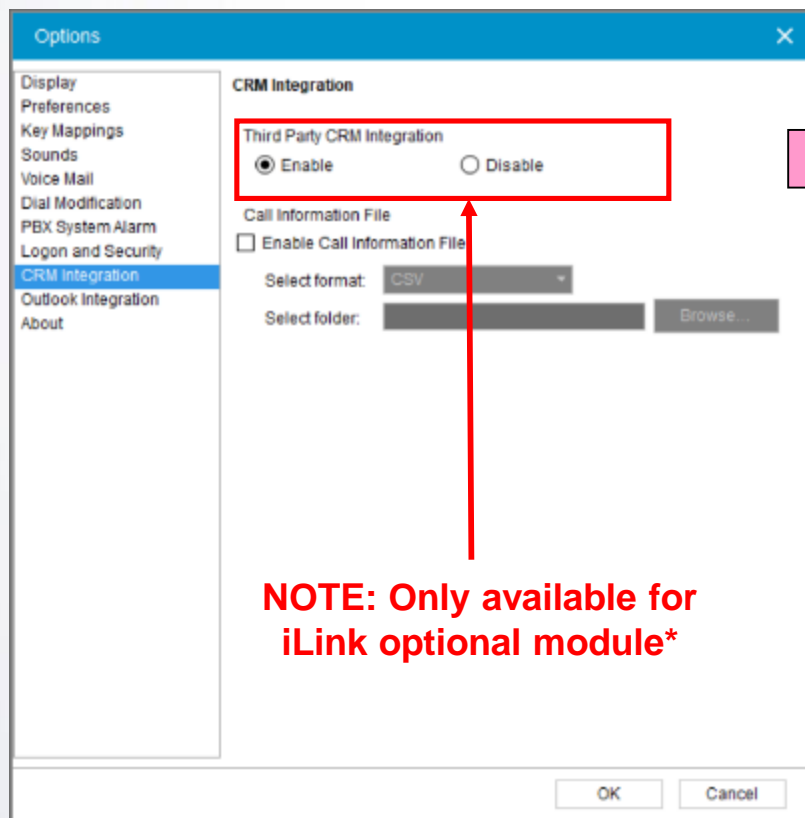 Options
Display
Preferences
Key Mappings
Sounds
Voice Mail
Dial Modification
PBX System Alarm
Logon and Security
CRM Integration
Outlook Integration
About
CRM Integration
Third Party CRM Integration
Enable Disable
Call Information File
Enable Call Information File
Select format: CSV
Select folder: Browse...
NOTE: Only available for
iLink optional module*
OK Cancel